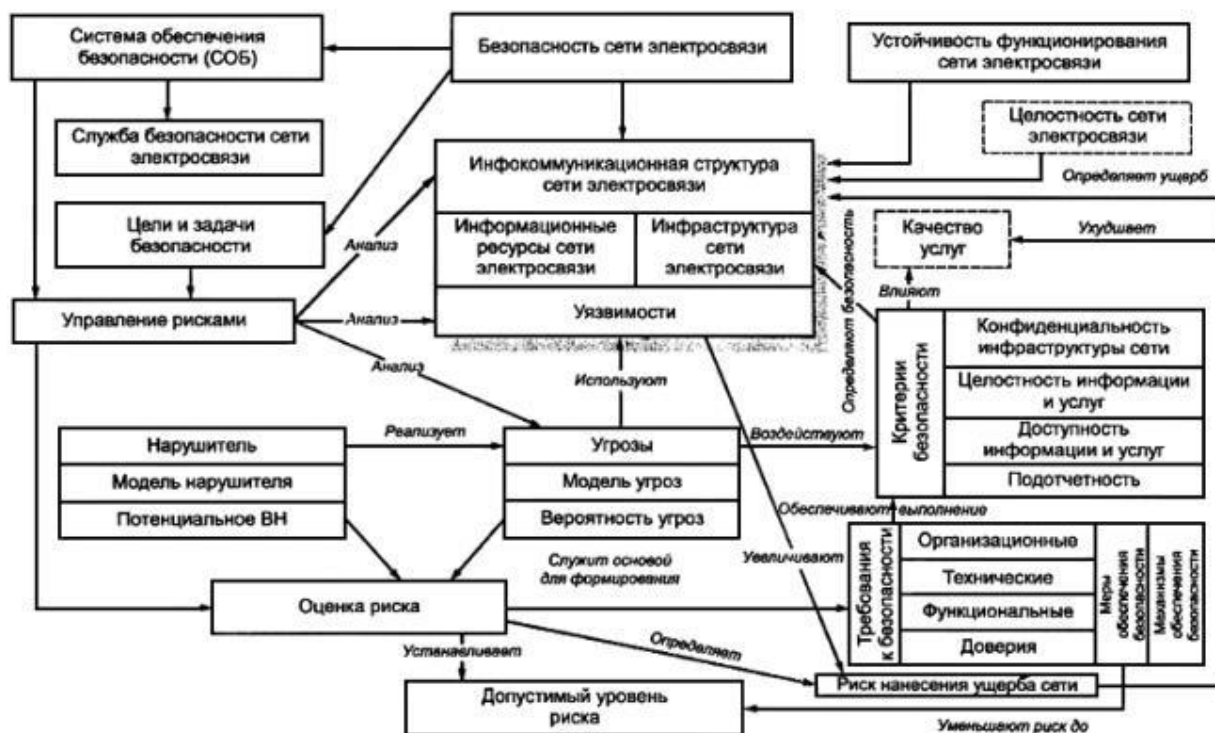 Система обеспечения
безопасности (СОБ)
Безопасность сети электросвязи
Устойчивость функционирования
сети электросвязи
Служба безопасности сети
электросвязи
Целостность сети
электросвязи
Инфокоммуникационная структура
сети электросвязи
Определяет ущерб
Цели и задачи
безопасности
Анализ
Информационные
ресурсы сети
электросвязи
Инфраструктура
сети
электросвязи
Определяют безопасность
Качество
услуг
Ухудшает
Управление рисками
Анализ
Уязвимости
Влияют
Анализ
Используют
Критерии
безопасности
Конфиденциальность
инфраструктуры сети
Целостность информации
и услуг
Доступность
информации и услуг
Подотчетность
Нарушитель
Реализует
Угрозы
Воздействуют
Модель нарушителя
Модель угроз
Потенциальное ВН
Вероятность угроз
Обеспечивают выполнение
Служит основой
для формирования
Увеличивают
Требования
к безопасности
Организационные
Технические
Функциональные
Доверия
Меры
обеспечения
безопасности
Механизмы
обеспечения
безопасности
Оценка риска
Устанавливает
Определяет
Риск нанесения ущерба сети
Допустимый уровень
риска
Уменьшают риск до